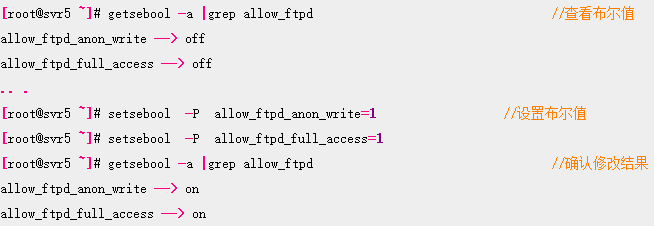 [root@svr5 ~]# getsebool -a |grep allow_ftpd //查看布尔值
allow_ftpd_anon_write --> off
allow_ftpd_full_access --> off
.. .
[root@svr5 ~]# setsebool -P allow_ftpd_anon_write=1 //设置布尔值
[root@svr5 ~]# setsebool -P allow_ftpd_full_access=1
[root@svr5 ~]# getsebool -a |grep allow_ftpd //确认修改结果
allow_ftpd_anon_write --> on
allow_ftpd_full_access --> on